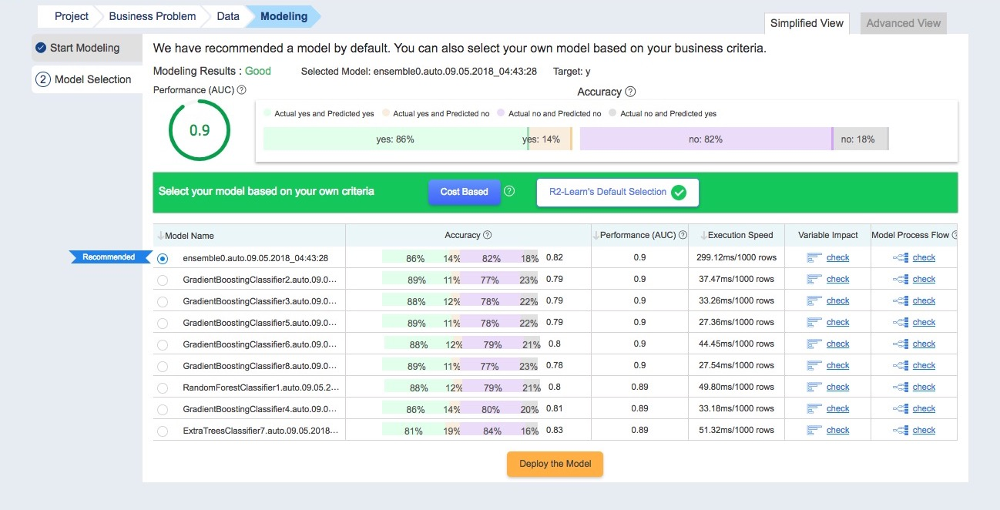 Project Business Problem Data Modeling
Simplified View Advanced View
Start Modeling
2 Model Selection
We have recommended a model by default. You can also select your own model based on your business criteria.
Modeling Results : Good Selected Model: ensemble0.auto.09.05.2018_04:43:28 Target: y
Performance (AUC) ?
0.9
Accuracy ?
Actual yes and Predicted yes Actual yes and Predicted no Actual no and Predicted no Actual no and Predicted yes
yes: 86% yes: 14% no: 82% no: 18%
Select your model based on your own criteria Cost Based ? R2-Learn's Default Selection
Model Name Accuracy ? Performance (AUC) ? Execution Speed Variable Impact Model Process Flow ?
Recommended ensemble0.auto.09.05.2018_04:43:28 86% 14% 82% 18% 0.82 0.9 299.12ms/1000 rows check check
GradientBoostingClassifier2.auto.09.0... 89% 11% 77% 23% 0.79 0.9 37.47ms/1000 rows check check
GradientBoostingClassifier3.auto.09.0... 88% 12% 78% 22% 0.79 0.9 33.26ms/1000 rows check check
GradientBoostingClassifier5.auto.09.0... 89% 11% 78% 22% 0.79 0.9 27.36ms/1000 rows check check
GradientBoostingClassifier6.auto.09.0... 88% 12% 79% 21% 0.8 0.9 44.45ms/1000 rows check check
GradientBoostingClassifier8.auto.09.0... 89% 11% 77% 23% 0.78 0.9 27.54ms/1000 rows check check
RandomForestClassifier1.auto.09.05.2... 88% 12% 79% 21% 0.8 0.89 49.80ms/1000 rows check check
GradientBoostingClassifier4.auto.09.0... 86% 14% 80% 20% 0.81 0.89 33.18ms/1000 rows check check
ExtraTreesClassifier7.auto.09.05.2018... 81% 19% 84% 16% 0.83 0.89 51.32ms/1000 rows check check
Deploy the Model